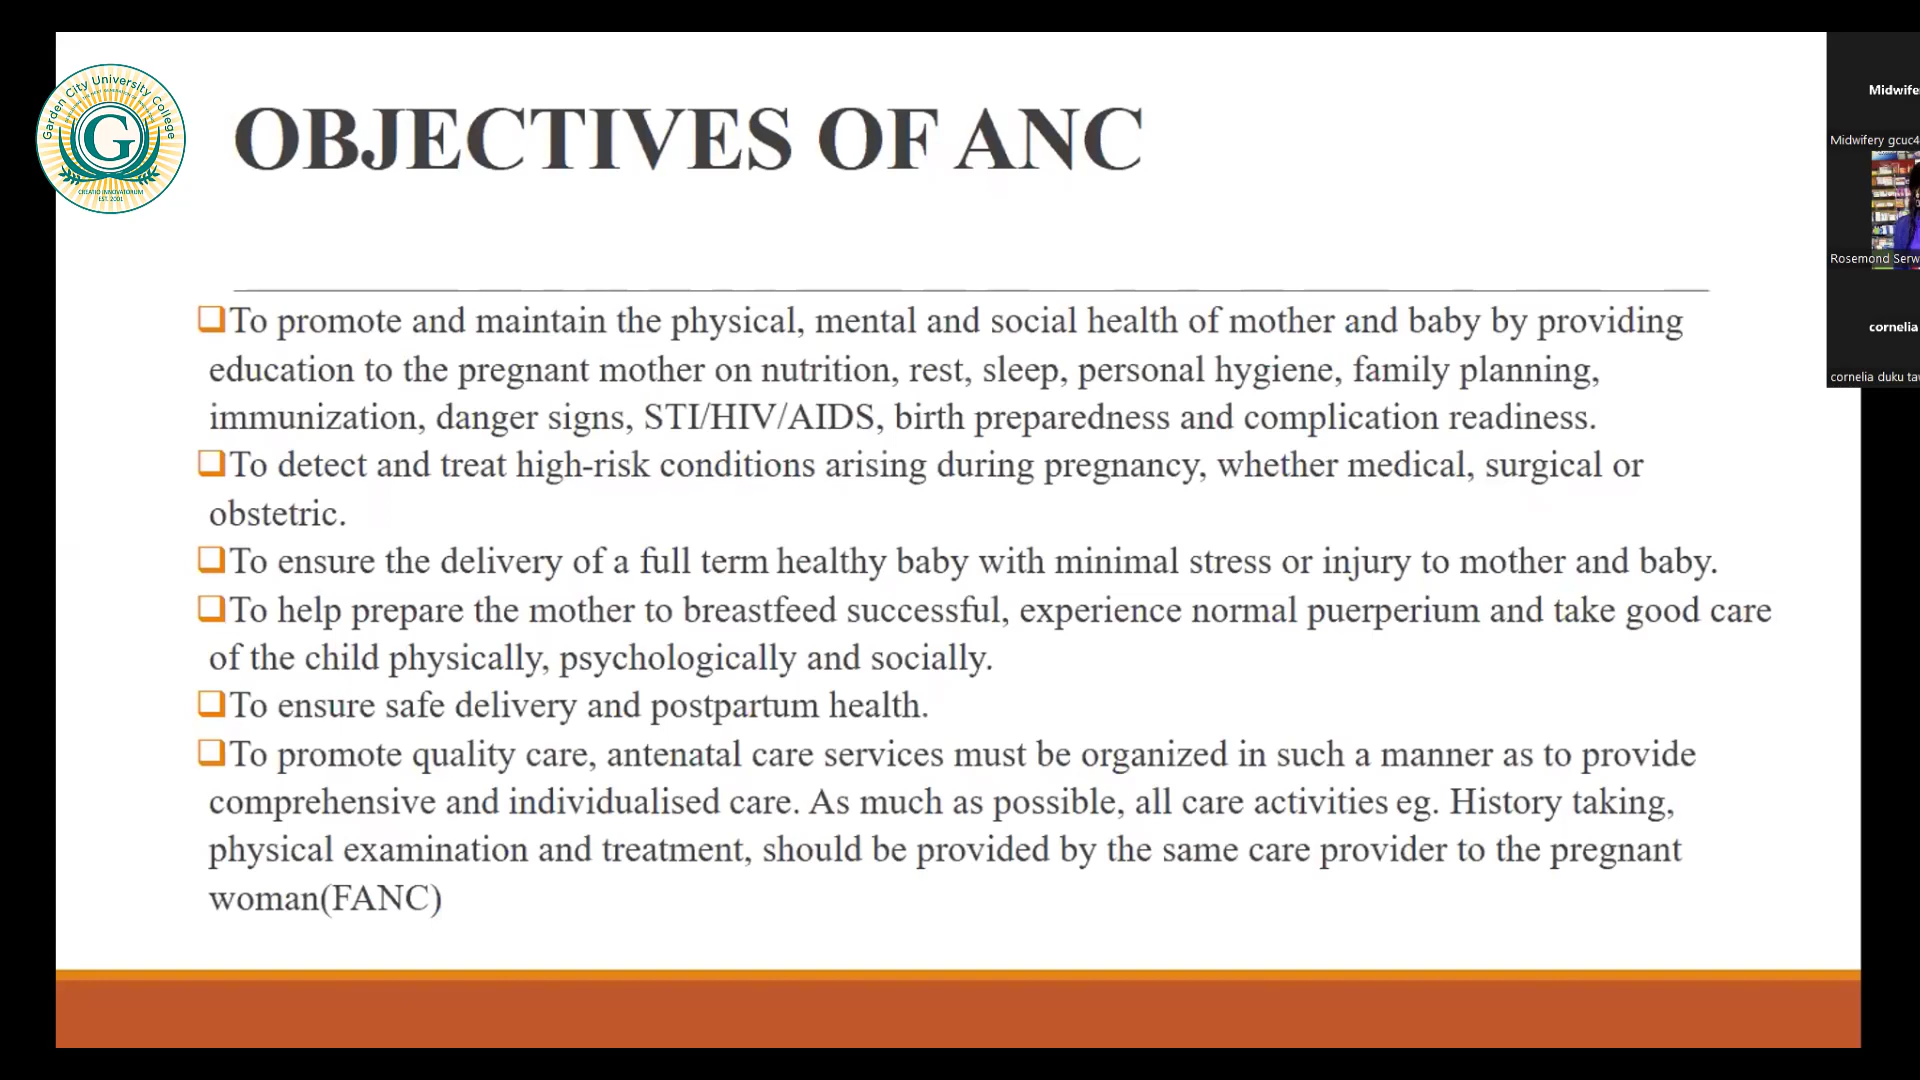 Garden City University College
G
CREATIO INNOVATORUM
EST. 2001
OBJECTIVES OF ANC
❑To promote and maintain the physical, mental and social health of mother and baby by providing
education to the pregnant mother on nutrition, rest, sleep, personal hygiene, family planning,
immunization, danger signs, STI/HIV/AIDS, birth preparedness and complication readiness.
❑To detect and treat high-risk conditions arising during pregnancy, whether medical, surgical or
obstetric.
❑To ensure the delivery of a full term healthy baby with minimal stress or injury to mother and baby.
❑To help prepare the mother to breastfeed successful, experience normal puerperium and take good care
of the child physically, psychologically and socially.
❑To ensure safe delivery and postpartum health.
❑To promote quality care, antenatal care services must be organized in such a manner as to provide
comprehensive and individualised care. As much as possible, all care activities eg. History taking,
physical examination and treatment, should be provided by the same care provider to the pregnant
woman(FANC)
Midwife
Midwifery gcuc4
Rosemond Serw
cornelia
cornelia duku ta